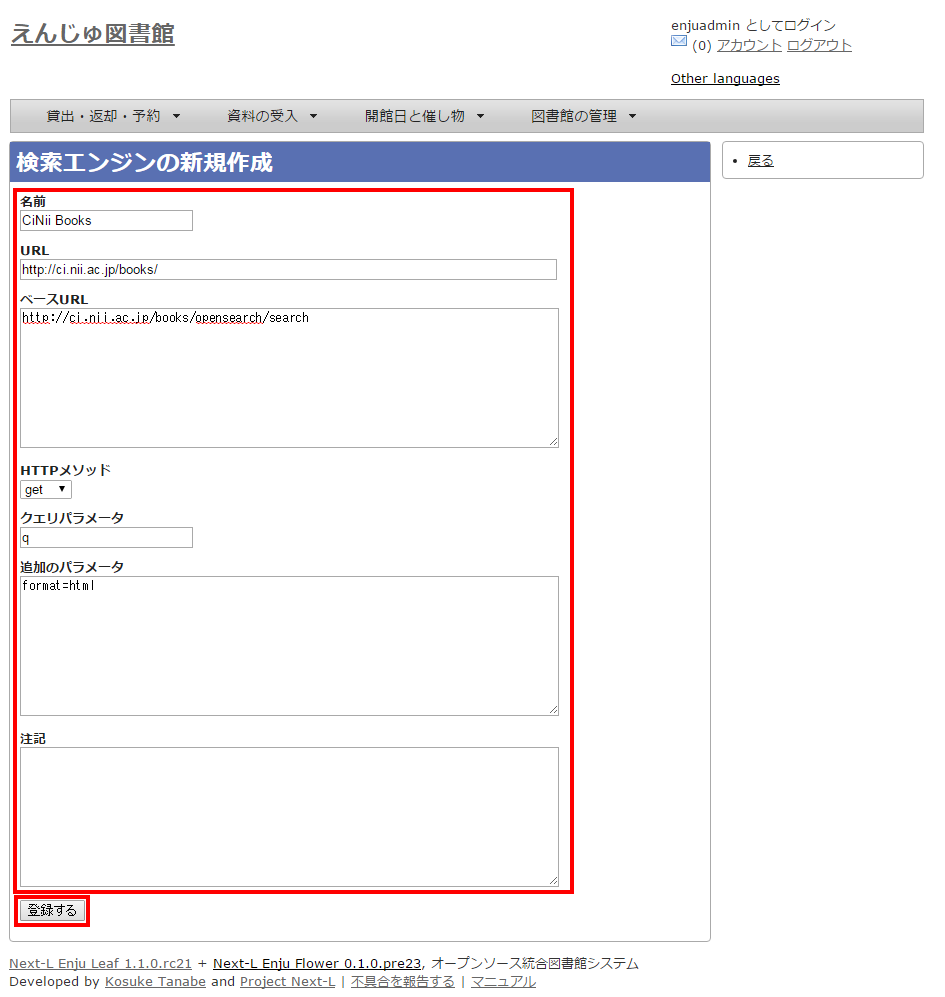 えんじゅ図書館
enjuadmin としてログイン
(0) アカウント ログアウト
Other languages
貸出・返却・予約 ▼ 資料の受入 ▼ 開館日と催し物 ▼ 図書館の管理 ▼
検索エンジンの新規作成
• 戻る
名前
CiNii Books
URL
http://ci.nii.ac.jp/books/
ベースURL
http://ci.nii.ac.jp/books/opensearch/search
HTTPメソッド
get ▼
クエリパラメータ
q
追加のパラメータ
format=html
注記
登録する
Next-L Enju Leaf 1.1.0.rc21 + Next-L Enju Flower 0.1.0.pre23, オープンソース統合図書館システム
Developed by Kosuke Tanabe and Project Next-L | 不具合を報告する | マニュアル